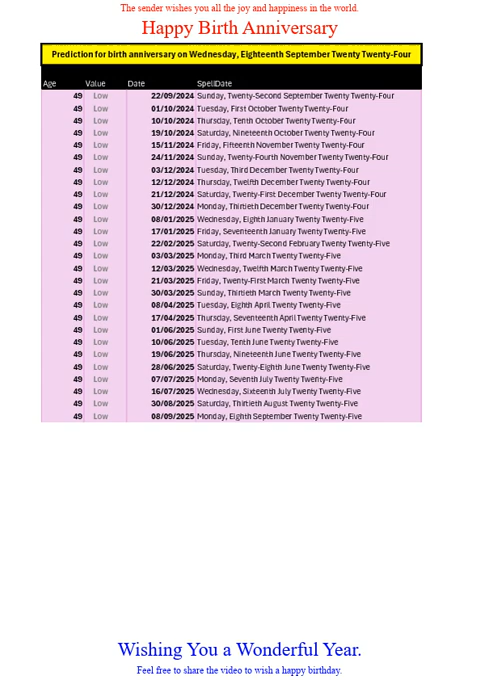 The sender wishes you all the joy and happiness in the world.
Happy Birth Anniversary
Prediction for birth anniversary on Wednesday, Eighteenth September Twenty Twenty-Four
Age Value Date SpellDate
49 Low 22/09/2024 Sunday, Twenty-Second September Twenty Twenty-Four
49 Low 01/10/2024 Tuesday, First October Twenty Twenty-Four
49 Low 10/10/2024 Thursday, Tenth October Twenty Twenty-Four
49 Low 19/10/2024 Saturday, Nineteenth October Twenty Twenty-Four
49 Low 15/11/2024 Friday, Fifteenth November Twenty Twenty-Four
49 Low 24/11/2024 Sunday, Twenty-Fourth November Twenty Twenty-Four
49 Low 03/12/2024 Tuesday, Third December Twenty Twenty-Four
49 Low 12/12/2024 Thursday, Twelfth December Twenty Twenty-Four
49 Low 21/12/2024 Saturday, Twenty-First December Twenty Twenty-Four
49 Low 30/12/2024 Monday, Thirtieth December Twenty Twenty-Four
49 Low 08/01/2025 Wednesday, Eighth January Twenty Twenty-Five
49 Low 17/01/2025 Friday, Seventeenth January Twenty Twenty-Five
49 Low 22/02/2025 Saturday, Twenty-Second February Twenty Twenty-Five
49 Low 03/03/2025 Monday, Third March Twenty Twenty-Five
49 Low 12/03/2025 Wednesday, Twelfth March Twenty Twenty-Five
49 Low 21/03/2025 Friday, Twenty-First March Twenty Twenty-Five
49 Low 30/03/2025 Sunday, Thirtieth March Twenty Twenty-Five
49 Low 08/04/2025 Tuesday, Eighth April Twenty Twenty-Five
49 Low 17/04/2025 Thursday, Seventeenth April Twenty Twenty-Five
49 Low 01/06/2025 Sunday, First June Twenty Twenty-Five
49 Low 10/06/2025 Tuesday, Tenth June Twenty Twenty-Five
49 Low 19/06/2025 Thursday, Nineteenth June Twenty Twenty-Five
49 Low 28/06/2025 Saturday, Twenty-Eighth June Twenty Twenty-Five
49 Low 07/07/2025 Monday, Seventh July Twenty Twenty-Five
49 Low 16/07/2025 Wednesday, Sixteenth July Twenty Twenty-Five
49 Low 30/08/2025 Saturday, Thirtieth August Twenty Twenty-Five
49 Low 08/09/2025 Monday, Eighth September Twenty Twenty-Five
Wishing You a Wonderful Year.
Feel free to share the video to wish a happy birthday.